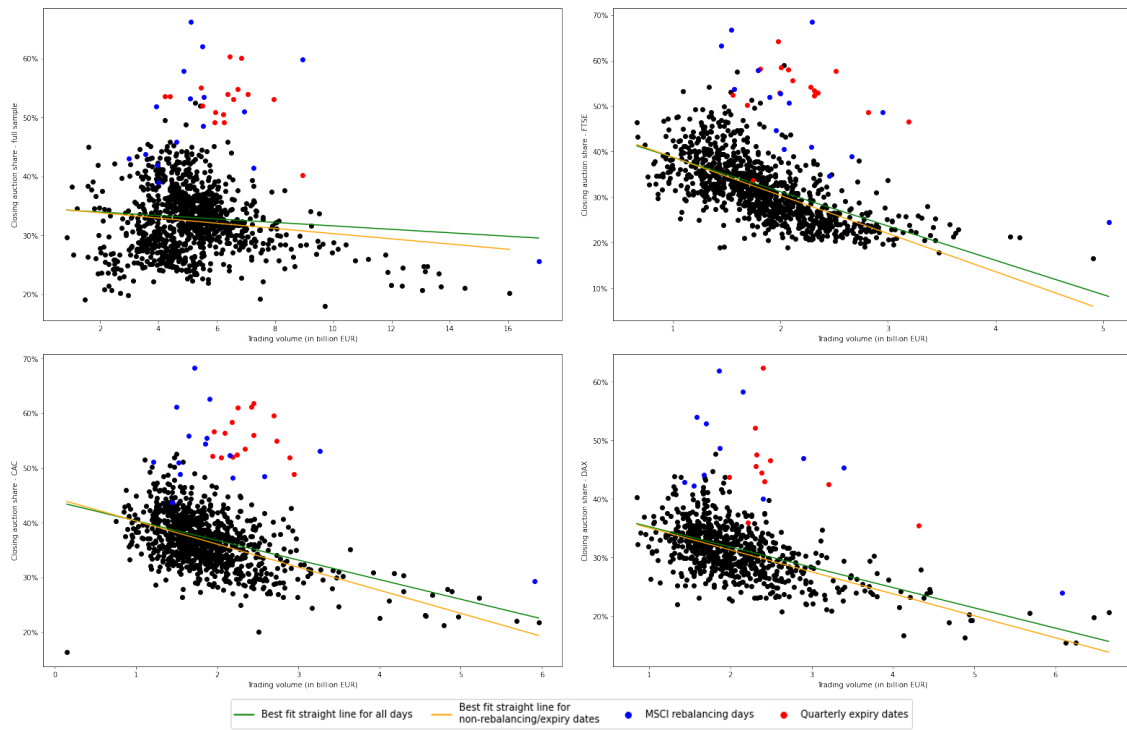 60%
50%
40%
30%
20%
Closing auction share - full sample
2 4 6 8 10 12 14 16
Trading volume (in billion EUR)
70%
60%
50%
40%
30%
20%
10%
Closing auction share - FTSE
1 2 3 4 5
Trading volume (in billion EUR)
70%
60%
50%
40%
30%
20%
Closing auction share - CAC
0 1 2 3 4 5 6
Trading volume (in billion EUR)
60%
50%
40%
30%
20%
Closing auction share - DAX
1 2 3 4 5 6
Trading volume (in billion EUR)
Best fit straight line for all days
Best fit straight line for
non-rebalancing/expiry dates
MSCI rebalancing days
Quarterly expiry dates